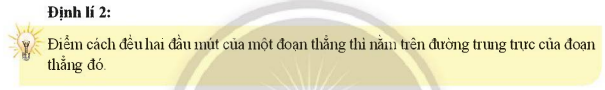 Định lí 2:
Điểm cách đều hai đầu mút của một đoạn thẳng thì nằm trên đường trung trực của đoạn
thẳng đó.